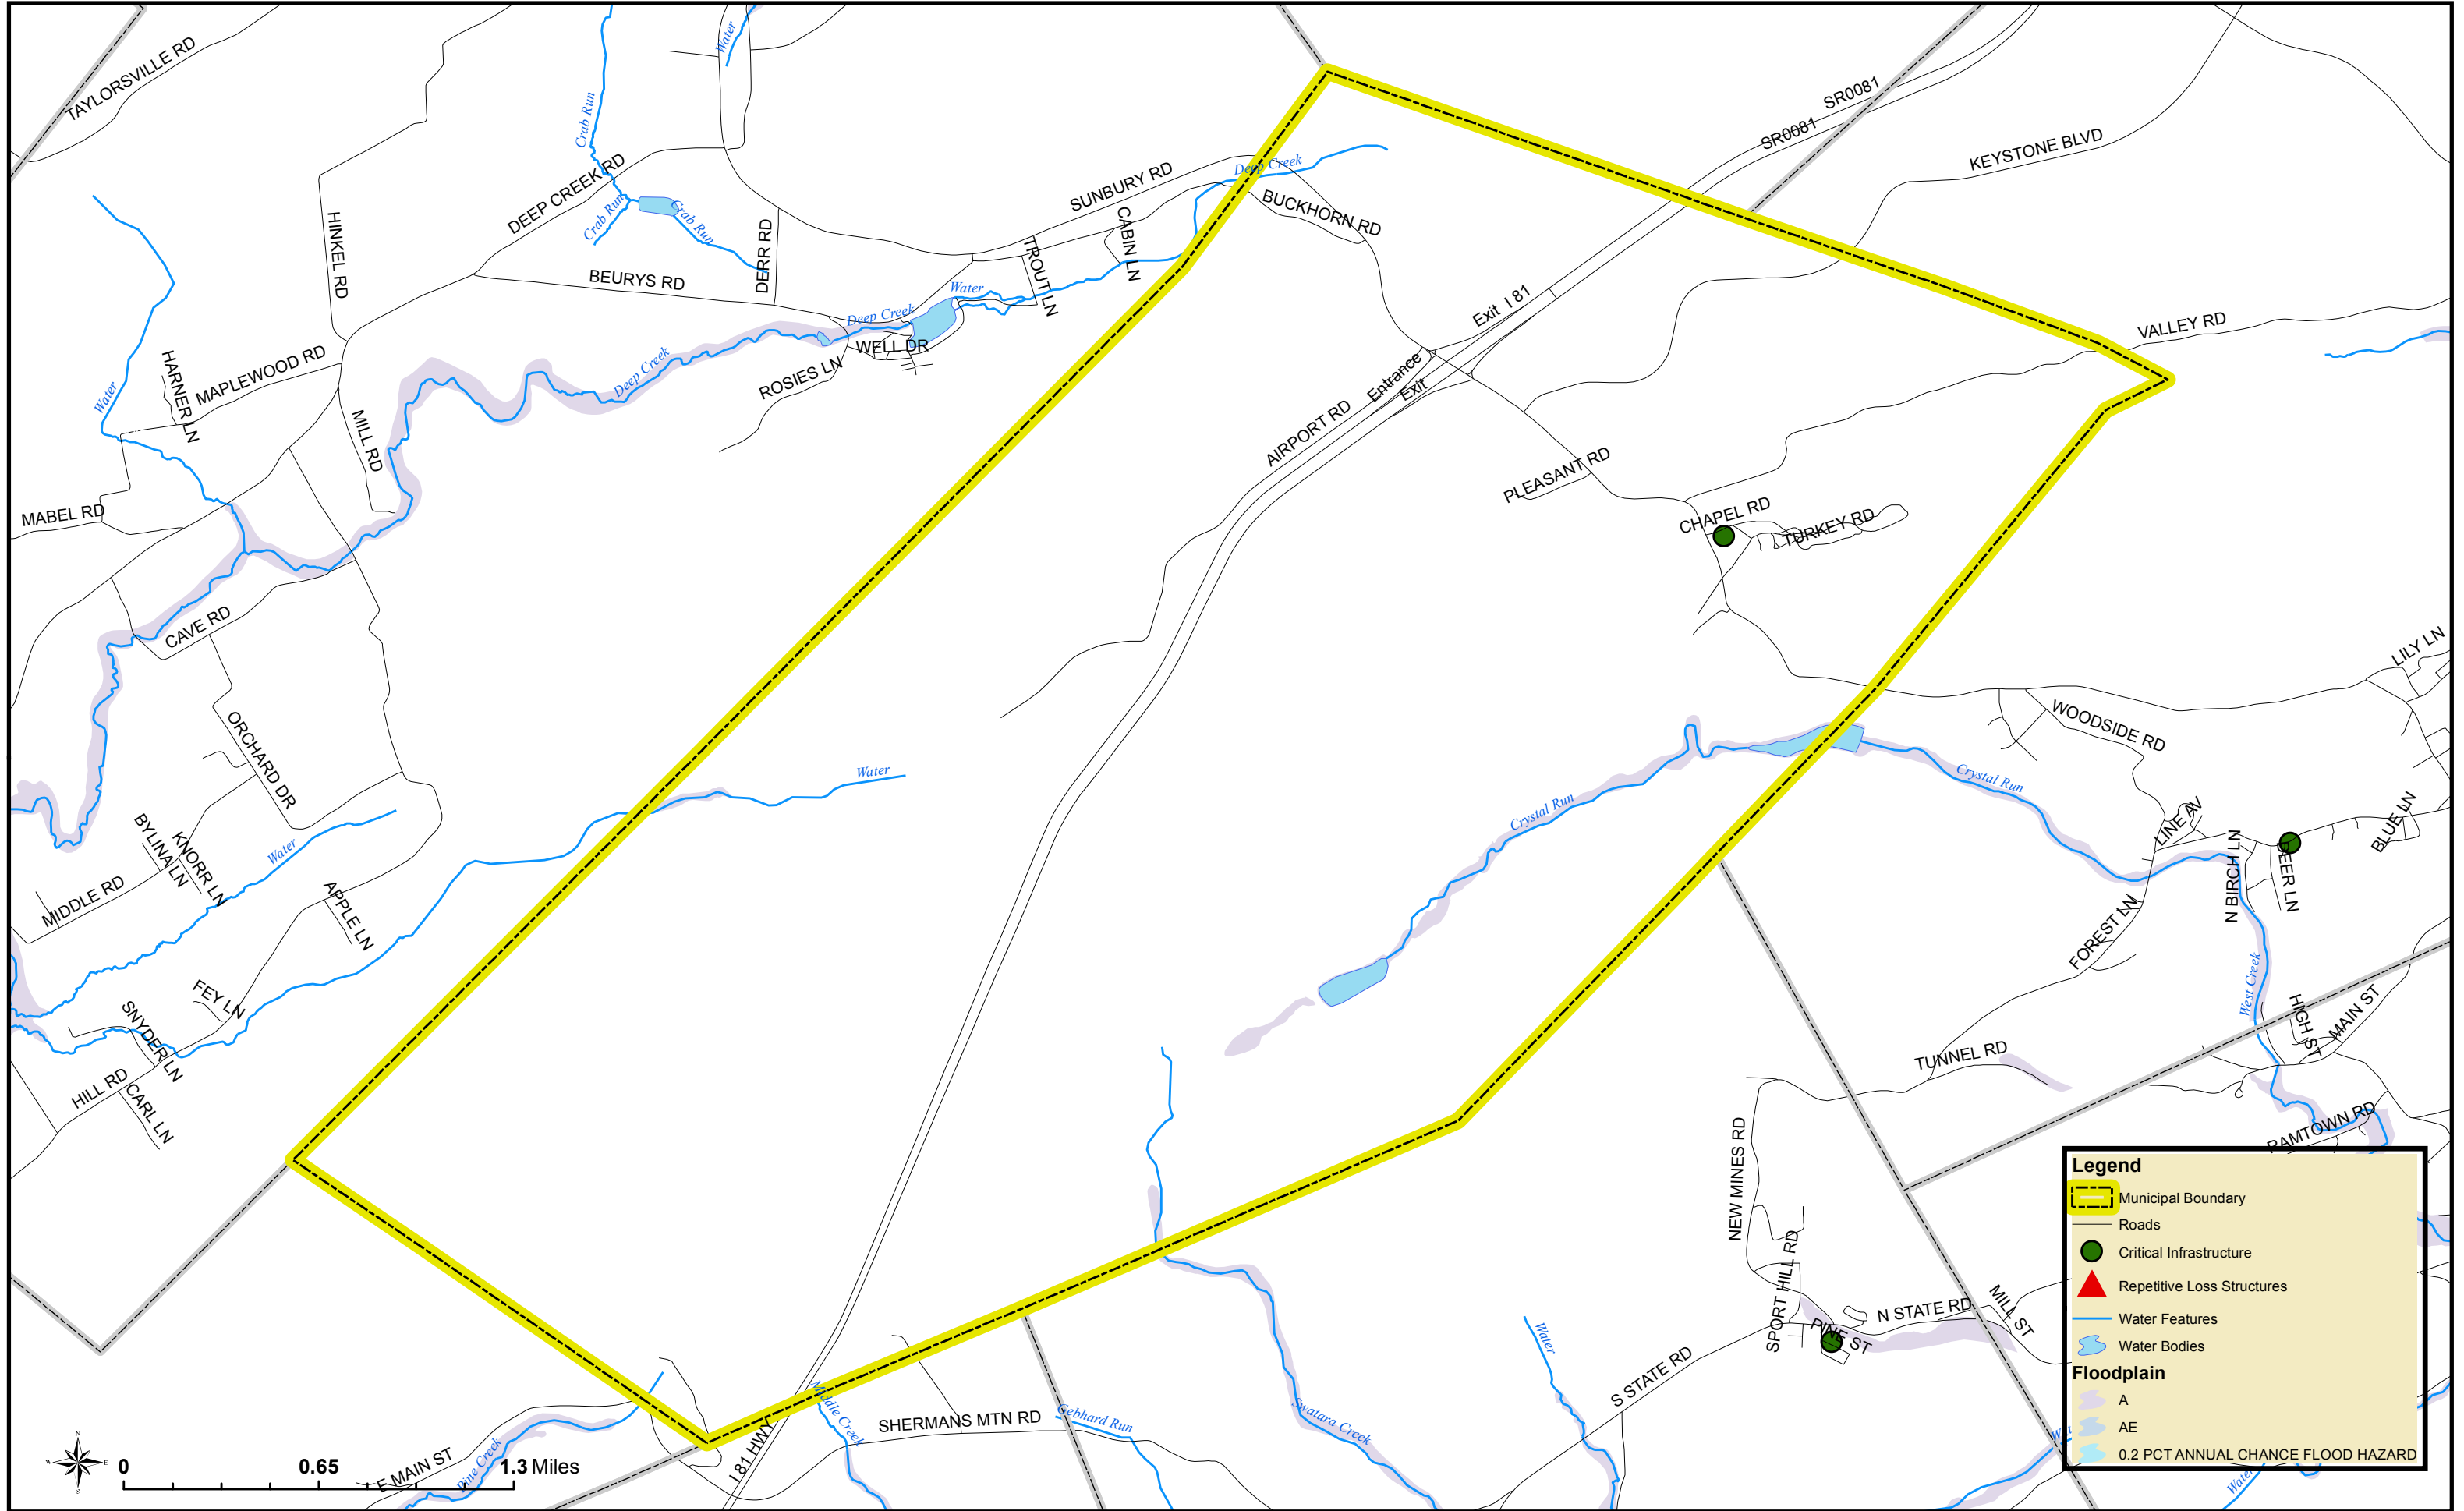 TAYLORSVILLE RD
Water
Crab Run
SR0081
SR0081
KEYSTONE BLVD
DEEP CREEK RD
Crab Run
Crab Run
SUNBURY RD
Deep Creek
BUCKHORN RD
CABIN LN
HINKEL RD
DERR RD
TROUT LN
BEURYS RD
Water
Exit I 81
VALLEY RD
Deep Creek
WELL DR
Deep Creek
ROSIES LN
HARNER LN
MAPLEWOOD RD
Water
MILL RD
Entrance
Exit
AIRPORT RD
PLEASANT RD
MABEL RD
CHAPEL RD
TURKEY RD
CAVE RD
LILY LN
ORCHARD DR
WOODSIDE RD
Water
Crystal Run
Crystal Run
BYLINA LN
KNORR LN
Water
LINE AV
BLUE LN
N BIRCH LN
DEER LN
MIDDLE RD
APPLE LN
FOREST LN
West Creek
FEY LN
SNYDER LN
HIGH ST
MAIN ST
TUNNEL RD
HILL RD
CARL LN
RAMTOWN RD
NEW MINES RD
SPORT HILL RD
N STATE RD
MILL ST
PINE ST
Water
S STATE RD
Middle Creek
SHERMANS MTN RD
Gebhard Run
Swatara Creek
I 81 HWY
E MAIN ST
Pine Creek
Water
N
W
E
S
0
0.65
1.3 Miles
Legend
Municipal Boundary
Roads
Critical Infrastructure
Repetitive Loss Structures
Water Features
Water Bodies
Floodplain
A
AE
0.2 PCT ANNUAL CHANCE FLOOD HAZARD